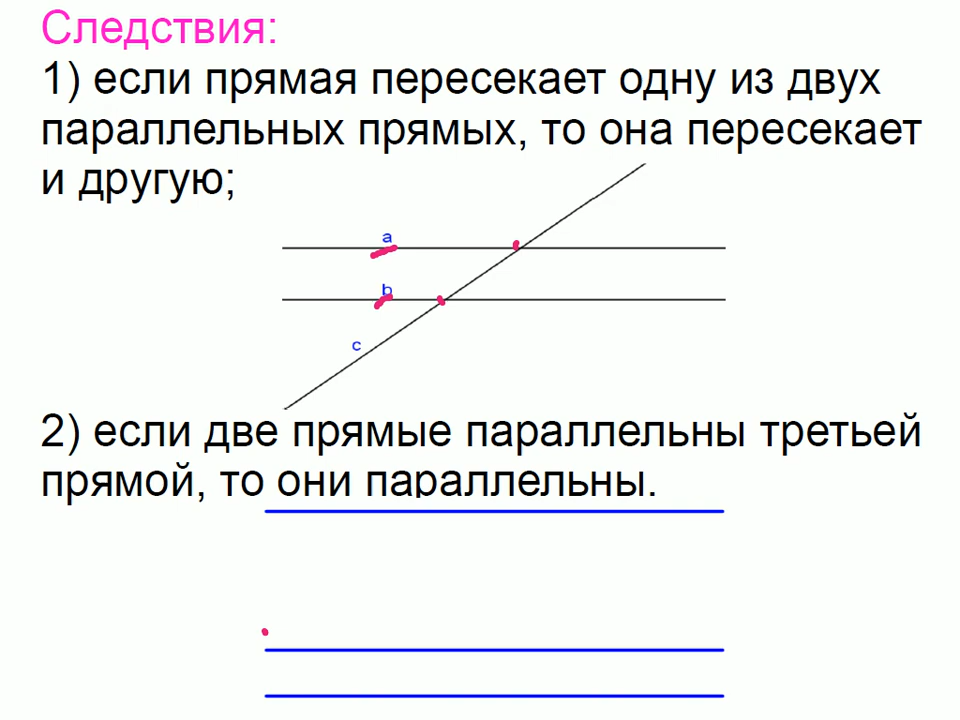 Следствия:
1) если прямая пересекает одну из двух
параллельных прямых, то она пересекает
и другую;
a
b
c
2) если две прямые параллельны третьей
прямой, то они параллельны.